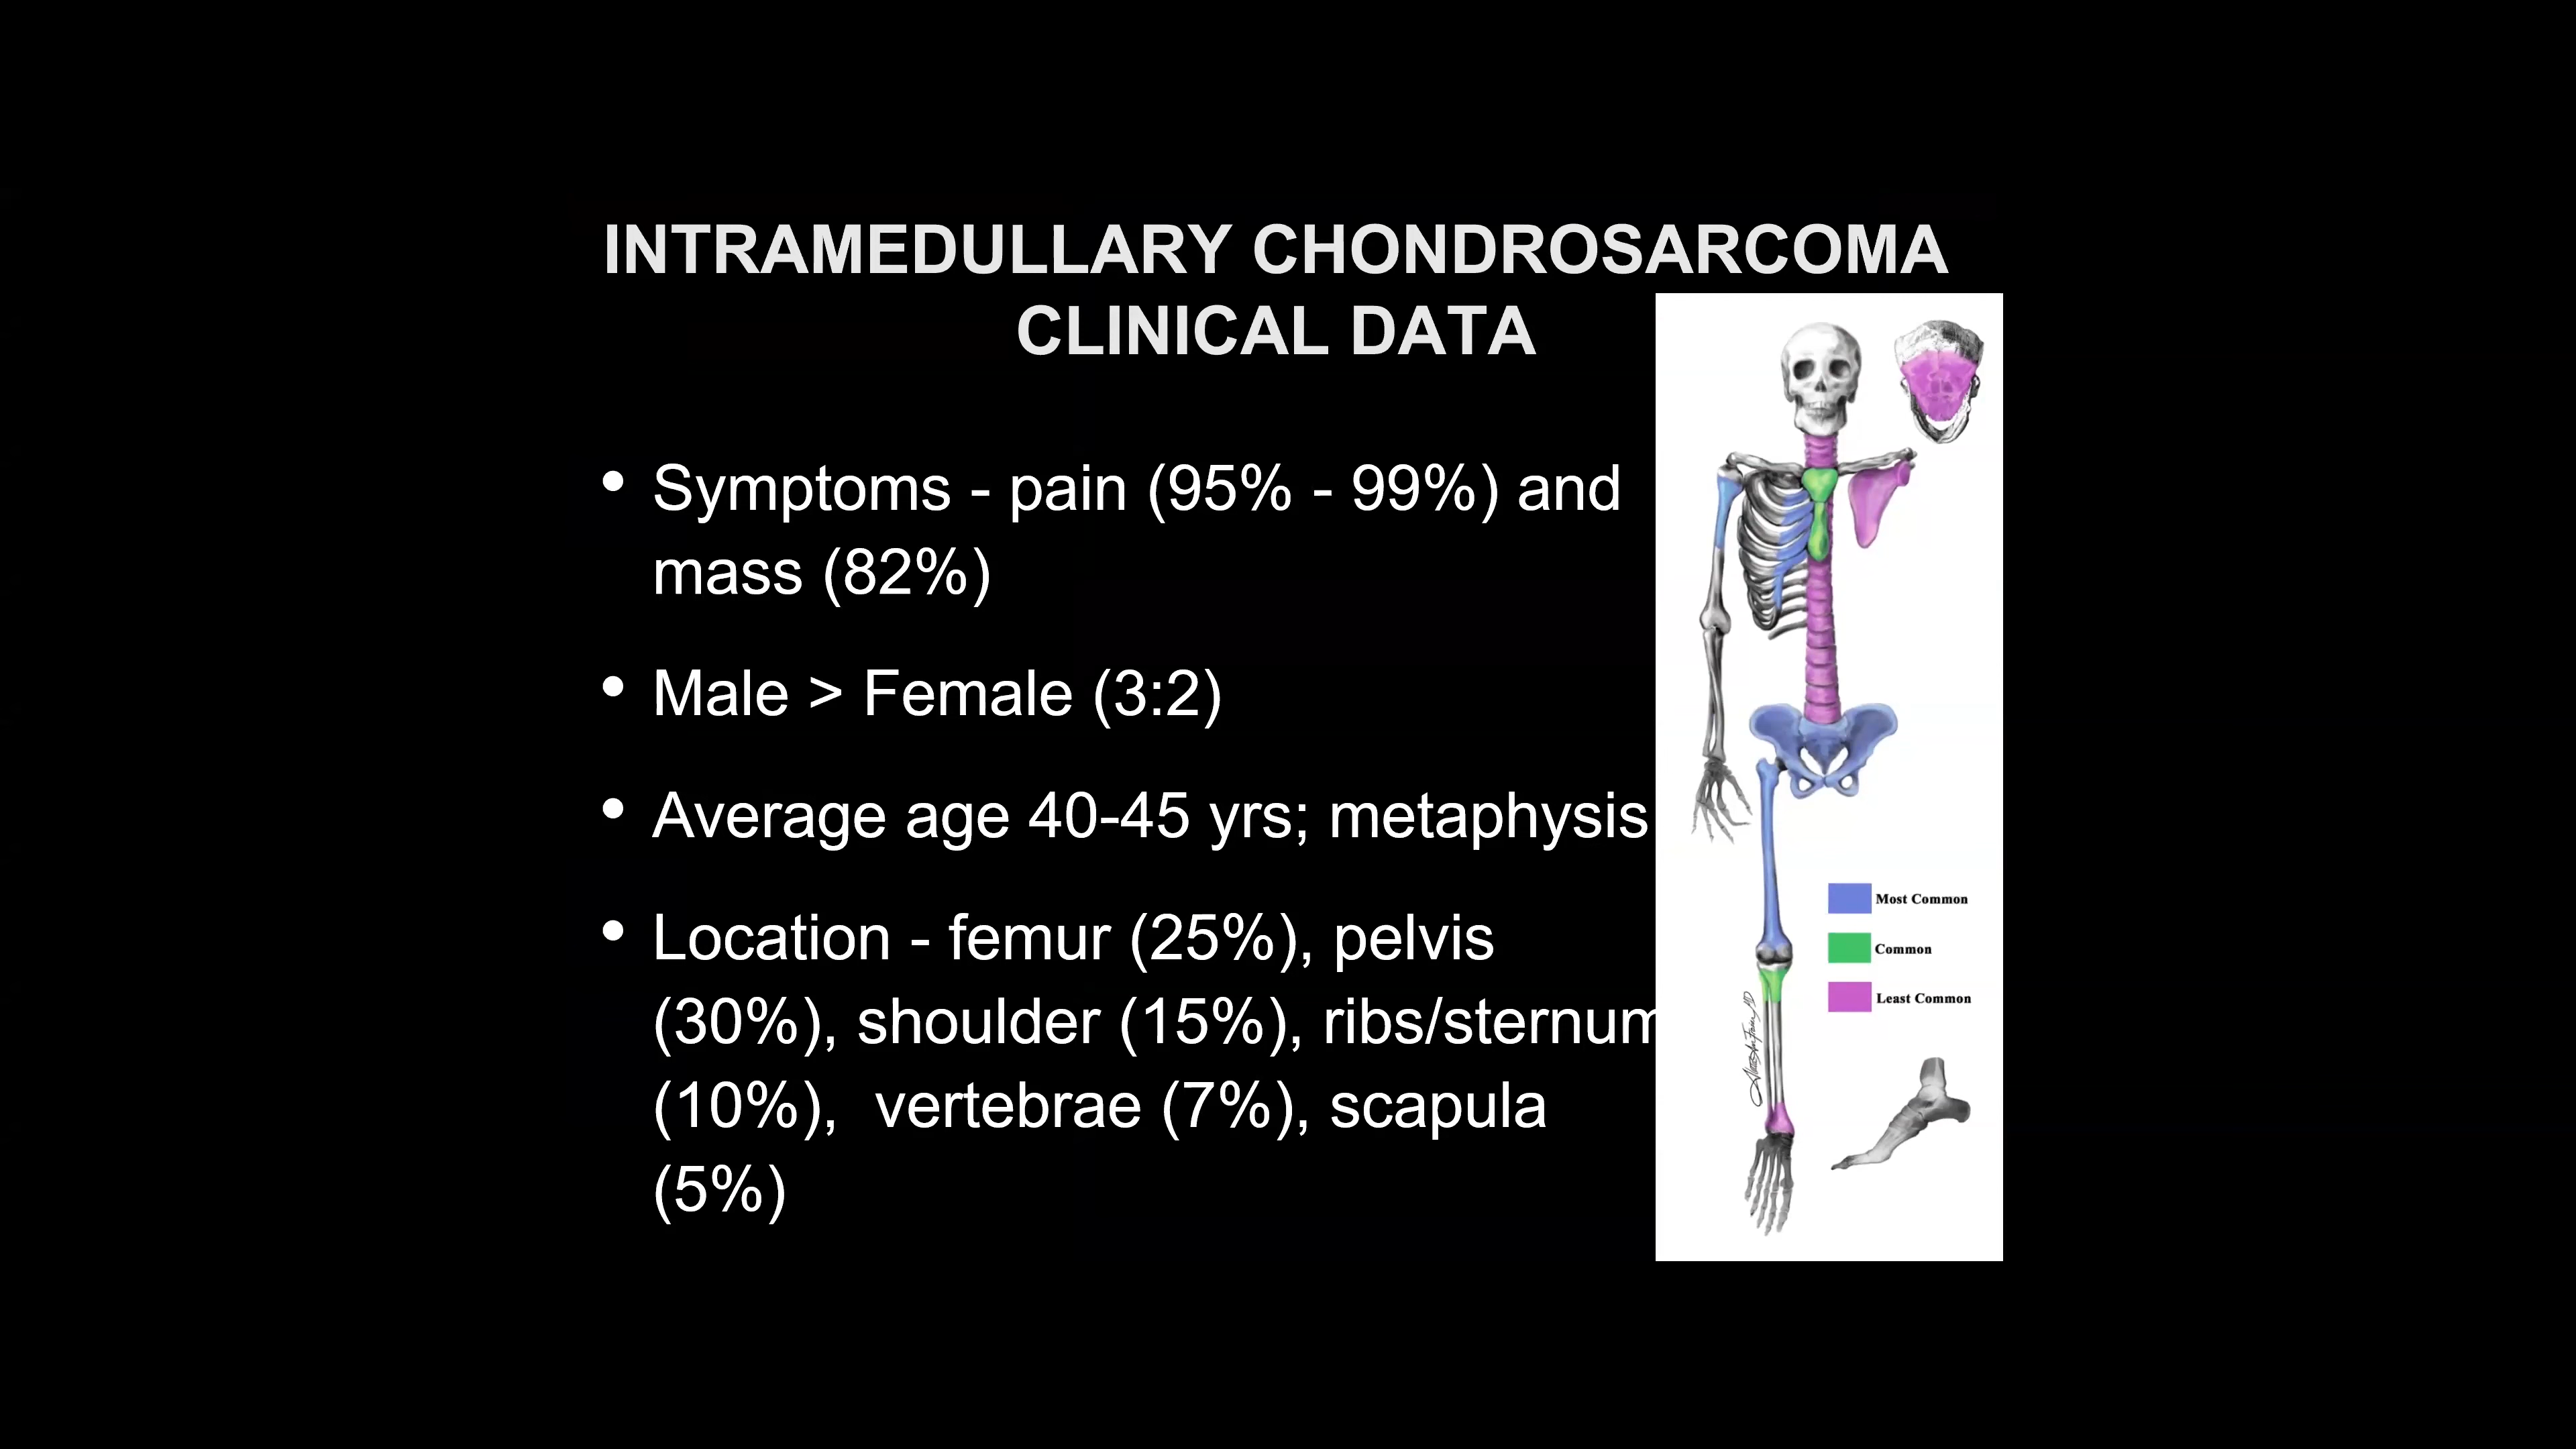 INTRAMEDULLARY CHONDROSARCOMA
CLINICAL DATA
• Symptoms - pain (95% - 99%) and
mass (82%)
• Male > Female (3:2)
• Average age 40-45 yrs; metaphysis
• Location - femur (25%), pelvis
(30%), shoulder (15%), ribs/sternum
(10%),  vertebrae (7%), scapula
(5%)
Most Common
Common
Least Common